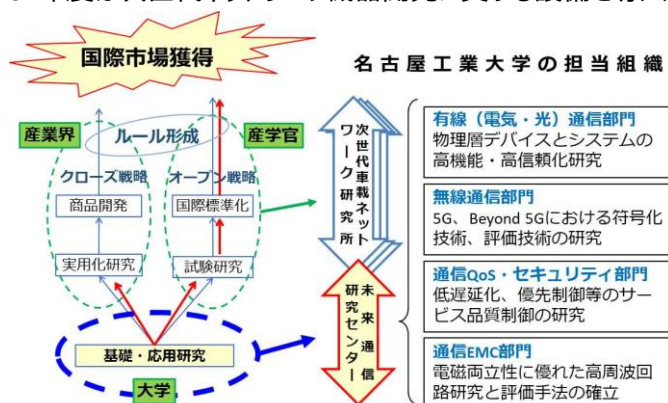 国際市場獲得
名古屋工業大学の担当組織
産業界
ルール形成
産学官
クローズ戦略
オープン戦略
商品開発
国際標準化
実用化研究
試験研究
基礎・応用研究
大学
次世代車載ネット
ワーク研究所
未来通信
研究センター
有線（電気・光）通信部門
物理層デバイスとシステムの
高機能・高信頼化研究
無線通信部門
5G、Beyond 5Gにおける符号化
技術、評価技術の研究
通信QoS・セキュリティ部門
低遅延化、優先制御等のサー
ビス品質制御の研究
通信EMC部門
電磁両立性に優れた高周波回
路研究と評価手法の確立